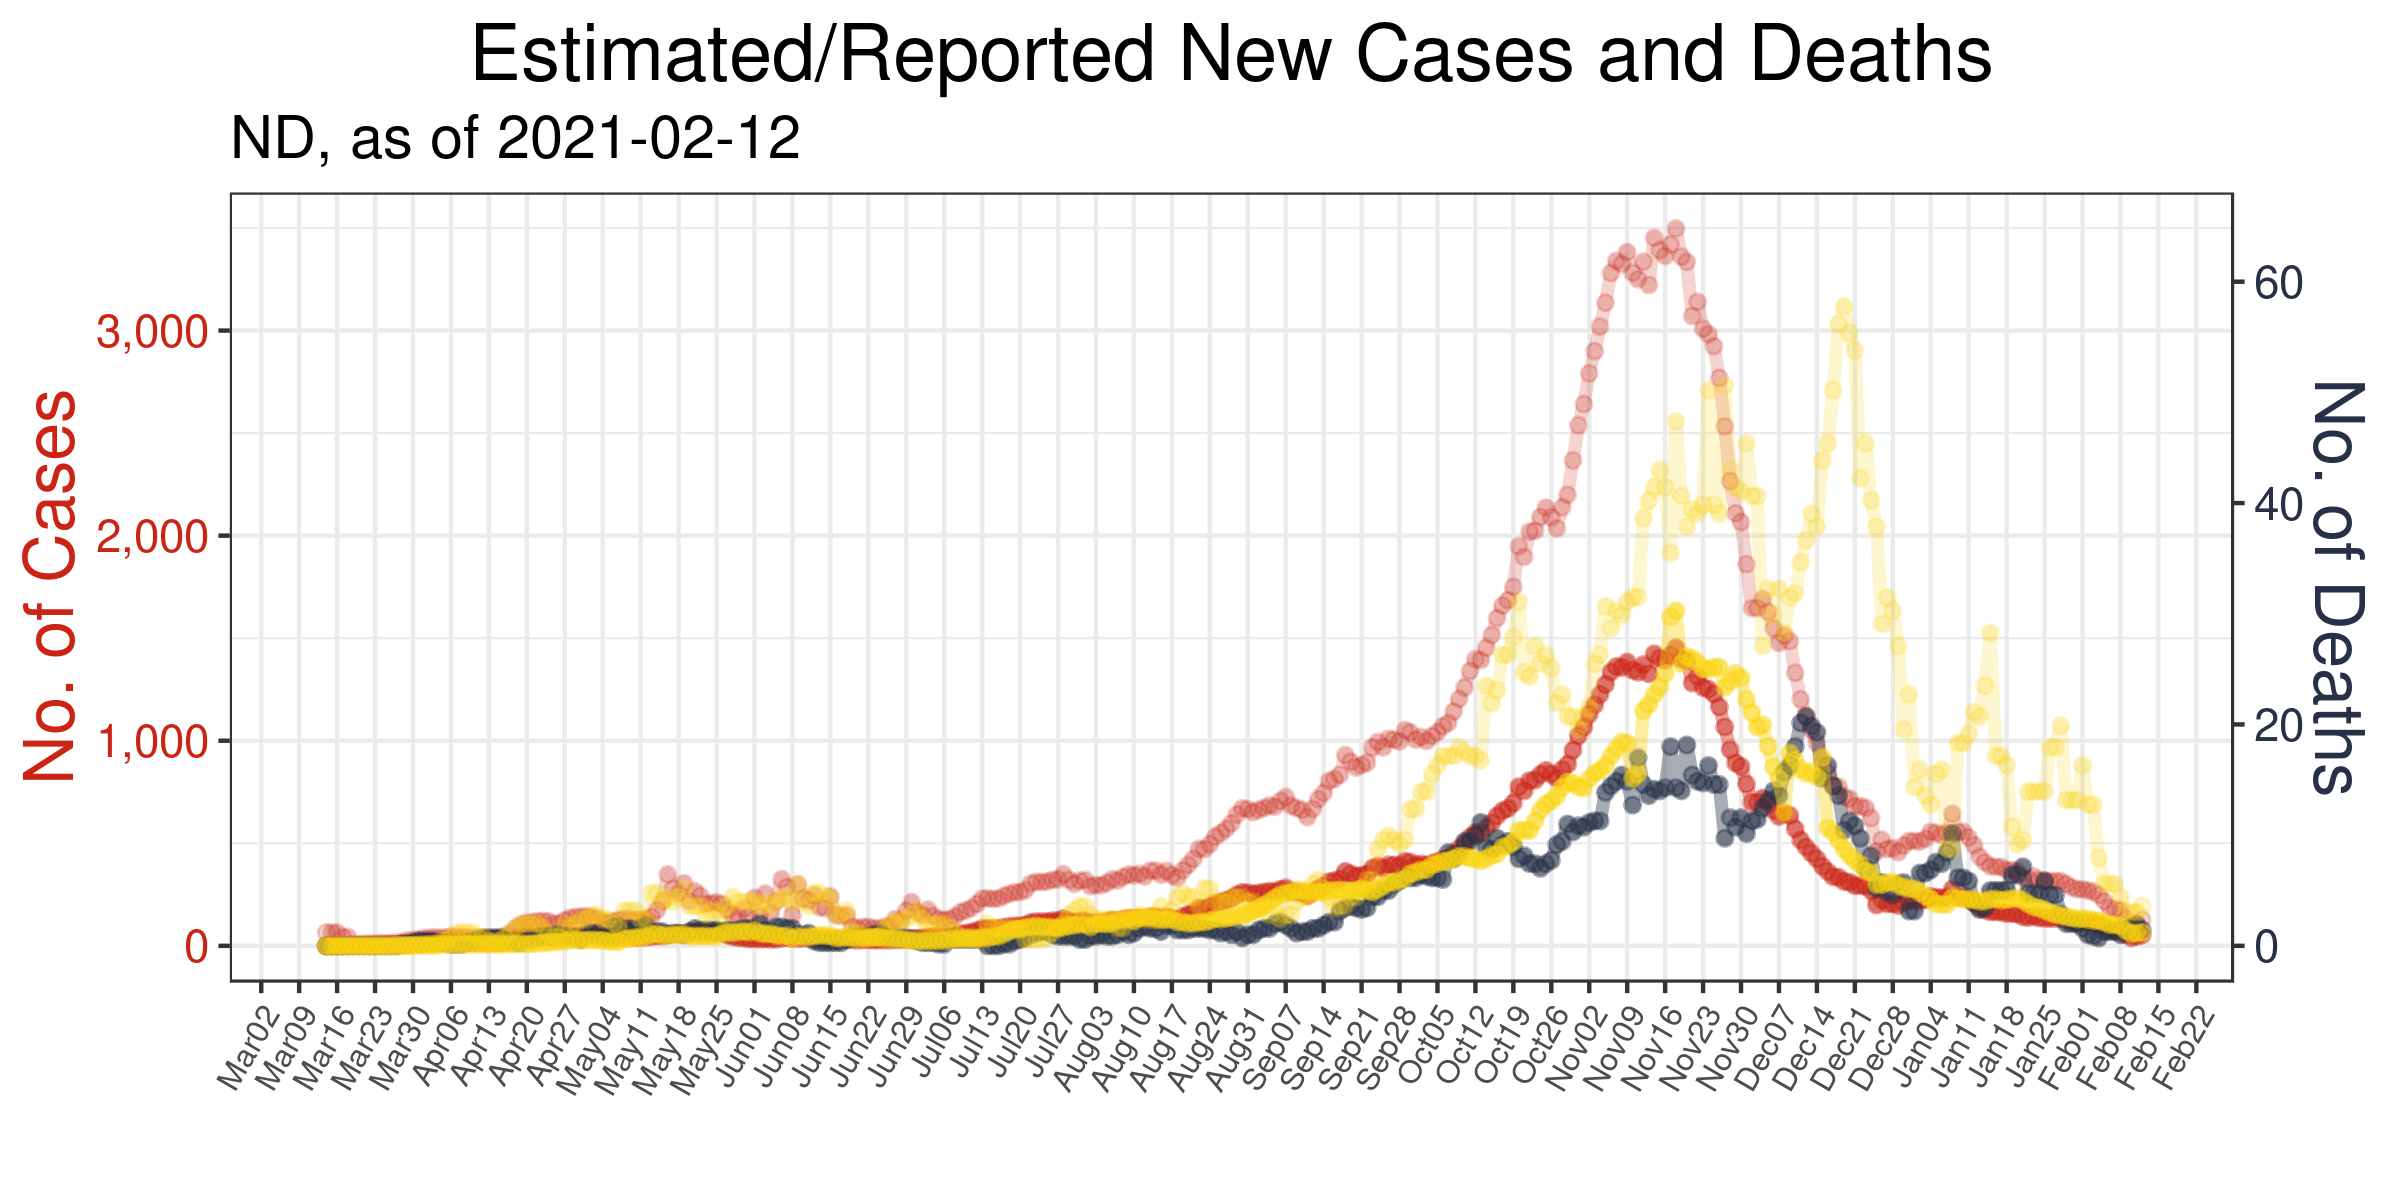 Estimated/Reported New Cases and Deaths
ND, as of 2021-02-12
No. of Cases
3,000
2,000
1,000
0
60
40
20
0
No. of Deaths
Mar02
Mar09
Mar16
Mar23
Mar30
Apr06
Apr13
Apr20
Apr27
May04
May11
May18
May25
Jun01
Jun08
Jun15
Jun22
Jun29
Jul06
Jul13
Jul20
Jul27
Aug03
Aug10
Aug17
Aug24
Aug31
Sep07
Sep14
Sep21
Sep28
Oct05
Oct12
Oct19
Oct26
Nov02
Nov09
Nov16
Nov23
Nov30
Dec07
Dec14
Dec21
Dec28
Jan04
Jan11
Jan18
Jan25
Feb01
Feb08
Feb15
Feb22